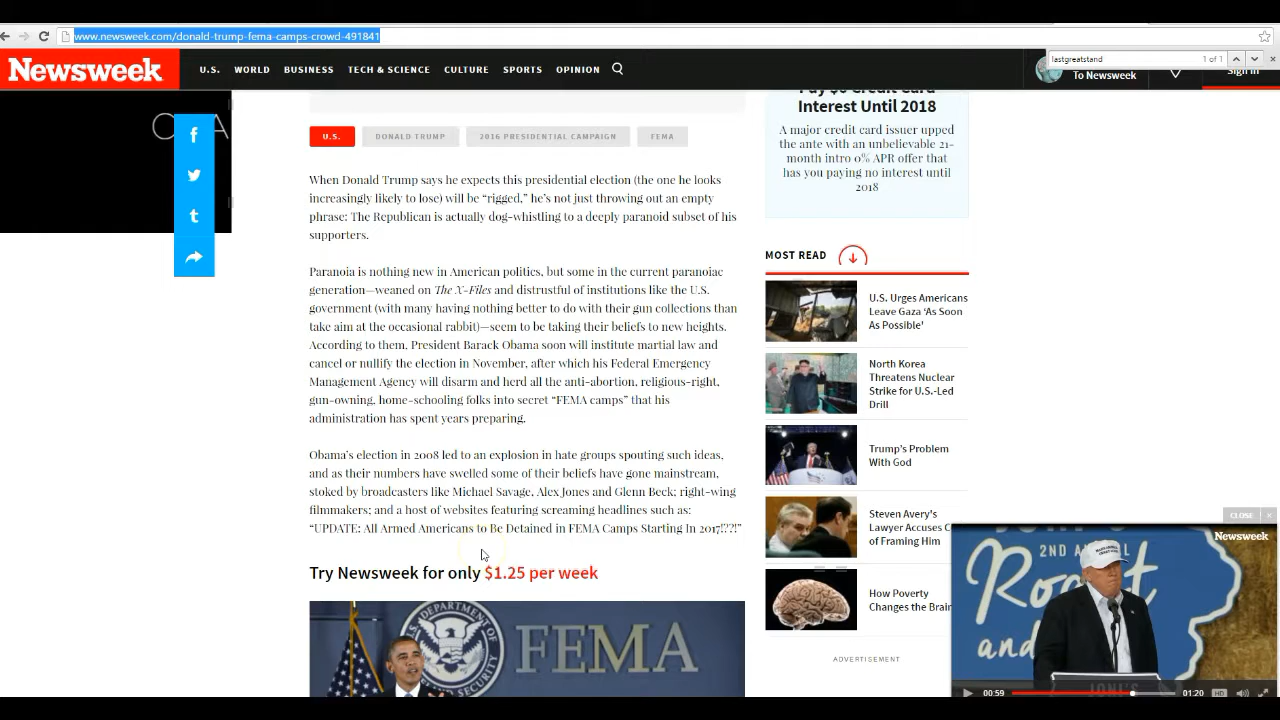 www.newsweek.com/donald-trump-fema-camps-crowd-491841
lastgreatstand
1 of 1
Newsweek
U.S.
WORLD
BUSINESS
TECH & SCIENCE
CULTURE
SPORTS
OPINION
To Newsweek
Sign In
U.S.
DONALD TRUMP
2016 PRESIDENTIAL CAMPAIGN
FEMA
When Donald Trump says he expects this presidential election (the one he looks
increasingly likely to lose) will be “rigged,” he’s not just throwing out an empty
phrase: The Republican is actually dog-whistling to a deeply paranoid subset of his
supporters.
Paranoia is nothing new in American politics, but some in the current paranoiac
generation—weaned on The X-Files and distrustful of institutions like the U.S.
government (with many having nothing better to do with their gun collections than
take aim at the occasional rabbit)—seem to be taking their beliefs to new heights.
According to them, President Barack Obama soon will institute martial law and
cancel or nullify the election in November, after which his Federal Emergency
Management Agency will disarm and herd all the anti-abortion, religious-right,
gun-owning, home-schooling folks into secret “FEMA camps” that his
administration has spent years preparing.
Obama’s election in 2008 led to an explosion in hate groups spouting such ideas,
and as their numbers have swelled some of their beliefs have gone mainstream,
stoked by broadcasters like Michael Savage, Alex Jones and Glenn Beck; right-wing
filmmakers; and a host of websites featuring screaming headlines such as:
“UPDATE: All Armed Americans to Be Detained in FEMA Camps Starting In 2017!??!”
Try Newsweek for only $1.25 per week
DEPARTMENT
FEMA
Pay $0 Credit Card
Interest Until 2018
A major credit card issuer upped
the ante with an unbelievable 21-
month intro 0% APR offer that
has you paying no interest until
2018
MOST READ
U.S. Urges Americans
Leave Gaza ‘As Soon
As Possible’
North Korea
Threatens Nuclear
Strike for U.S.-Led
Drill
Trump’s Problem
With God
Steven Avery’s
Lawyer Accuses C
of Framing Him
How Poverty
Changes the Brain
ADVERTISEMENT
CLOSE
Newsweek
2ND ANNUAL
Roast
and
JONI'S
00:59
01:20
HD